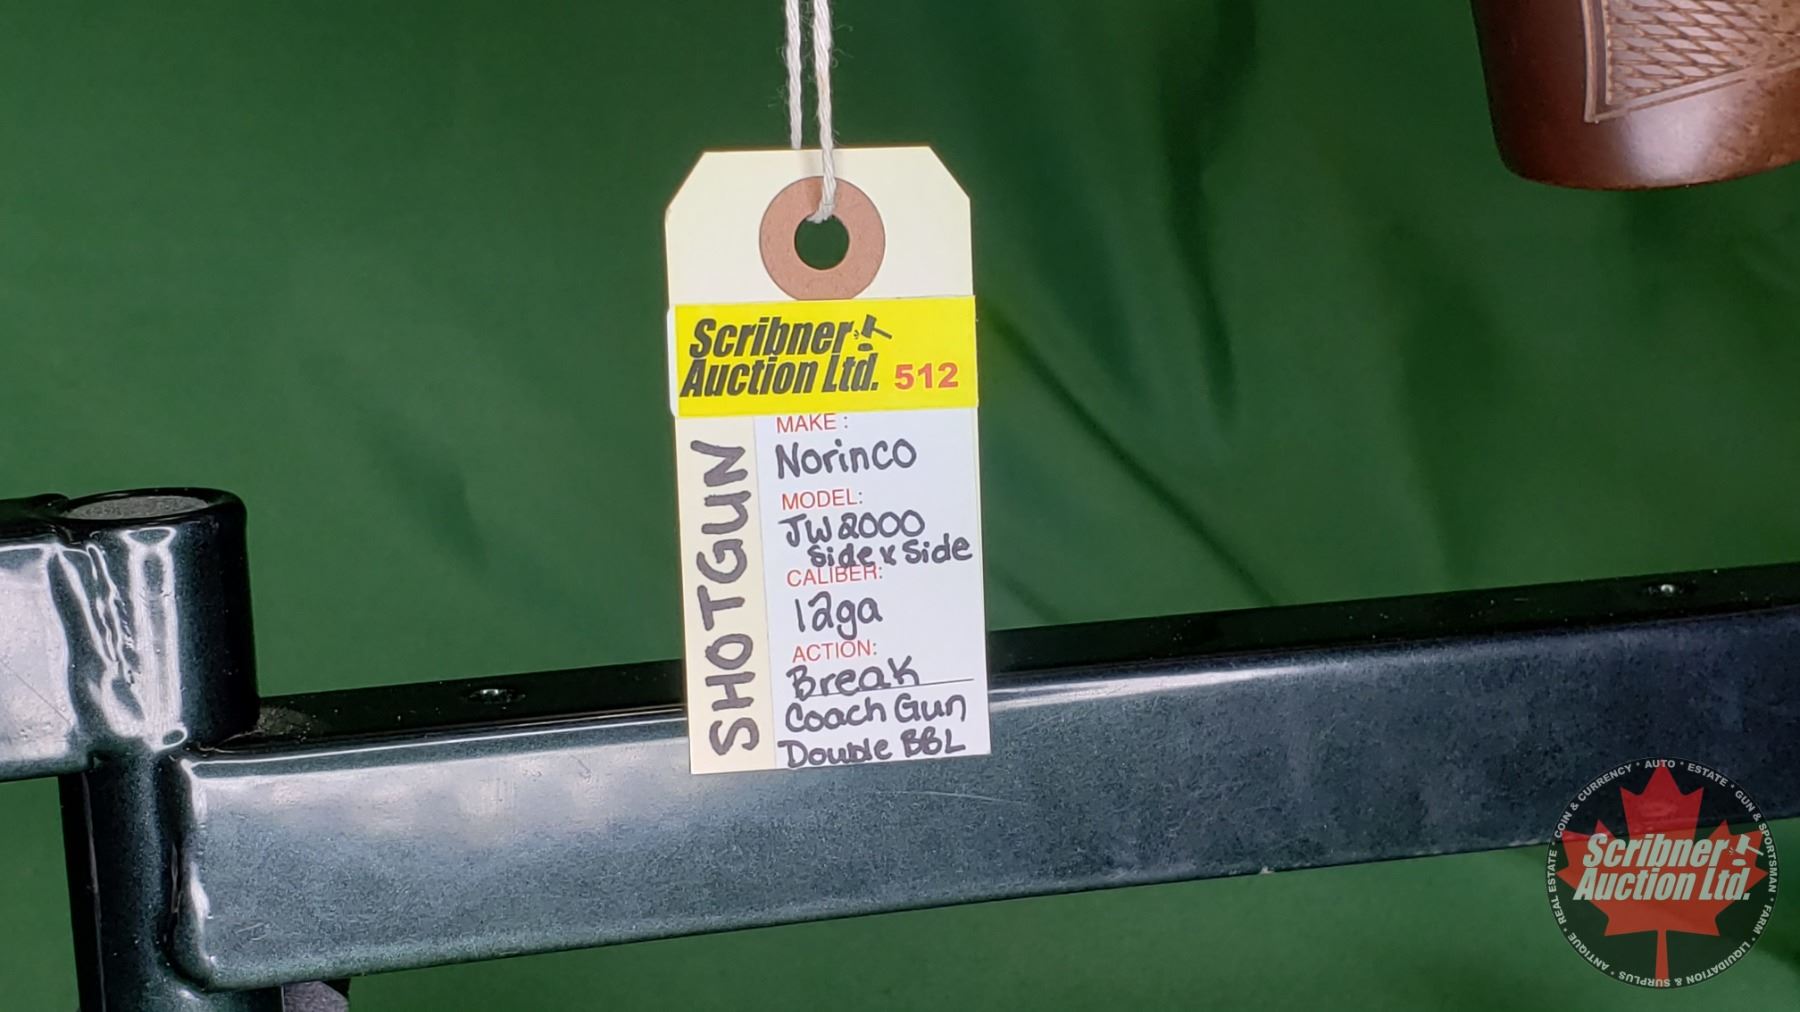 Scribner
Auction Ltd. 512
SHOTGUN
MAKE :
Norinco
MODEL:
JW2000
Side x Side
CALIBER:
12ga
ACTION:
Break
Coach Gun
Double BBL
COIN & CURRENCY * AUTO * ESTATE * GUN & SPORTSMAN * FARM * LIQUIDATION & SURPLUS * ANTIQUE * REAL ESTATE *
Scribner
Auction Ltd.